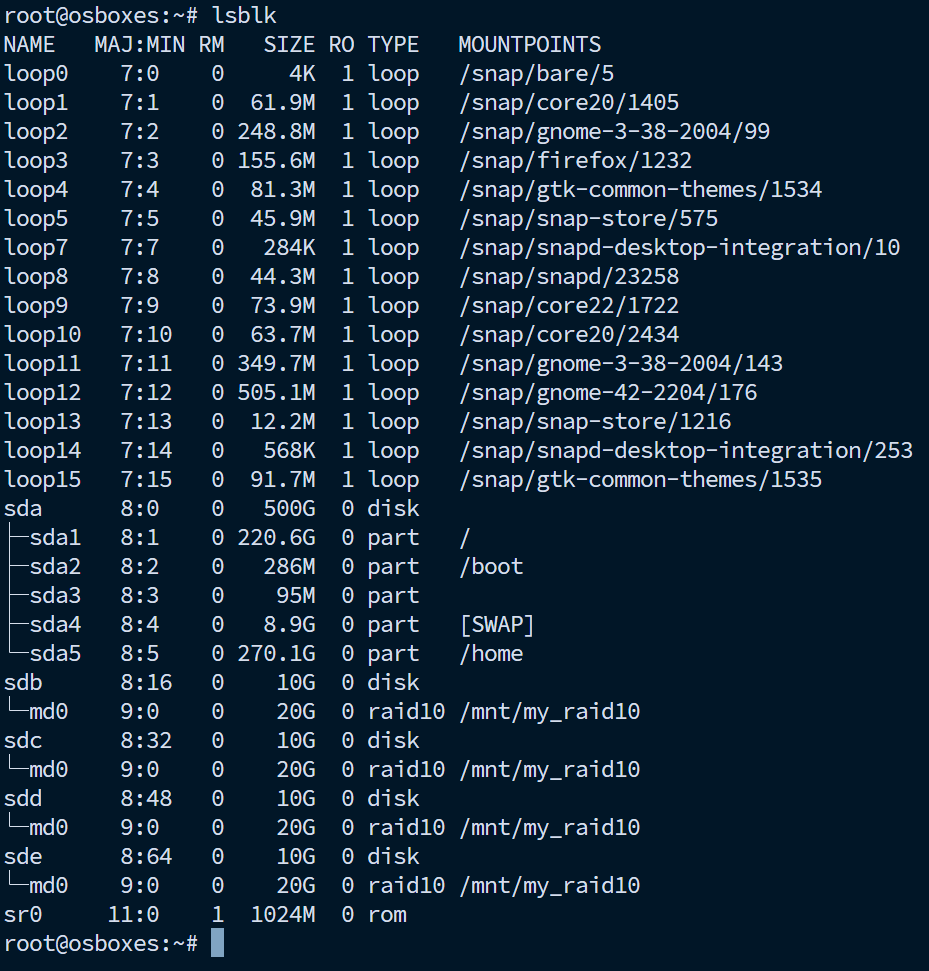 root@osboxes:~# lsblk
NAME   MAJ:MIN RM   SIZE RO TYPE   MOUNTPOINTS
loop0    7:0    0     4K  1 loop   /snap/bare/5
loop1    7:1    0  61.9M  1 loop   /snap/core20/1405
loop2    7:2    0 248.8M  1 loop   /snap/gnome-3-38-2004/99
loop3    7:3    0 155.6M  1 loop   /snap/firefox/1232
loop4    7:4    0  81.3M  1 loop   /snap/gtk-common-themes/1534
loop5    7:5    0  45.9M  1 loop   /snap/snap-store/575
loop7    7:7    0   284K  1 loop   /snap/snapd-desktop-integration/10
loop8    7:8    0  44.3M  1 loop   /snap/snapd/23258
loop9    7:9    0  73.9M  1 loop   /snap/core22/1722
loop10   7:10   0  63.7M  1 loop   /snap/core20/2434
loop11   7:11   0 349.7M  1 loop   /snap/gnome-3-38-2004/143
loop12   7:12   0 505.1M  1 loop   /snap/gnome-42-2204/176
loop13   7:13   0  12.2M  1 loop   /snap/snap-store/1216
loop14   7:14   0   568K  1 loop   /snap/snapd-desktop-integration/253
loop15   7:15   0  91.7M  1 loop   /snap/gtk-common-themes/1535
sda      8:0    0   500G  0 disk
├─sda1   8:1    0 220.6G  0 part   /
├─sda2   8:2    0   286M  0 part   /boot
├─sda3   8:3    0    95M  0 part
├─sda4   8:4    0   8.9G  0 part   [SWAP]
└─sda5   8:5    0 270.1G  0 part   /home
sdb      8:16   0    10G  0 disk
└─md0    9:0    0    20G  0 raid10 /mnt/my_raid10
sdc      8:32   0    10G  0 disk
└─md0    9:0    0    20G  0 raid10 /mnt/my_raid10
sdd      8:48   0    10G  0 disk
└─md0    9:0    0    20G  0 raid10 /mnt/my_raid10
sde      8:64   0    10G  0 disk
└─md0    9:0    0    20G  0 raid10 /mnt/my_raid10
sr0     11:0    1  1024M  0 rom
root@osboxes:~#